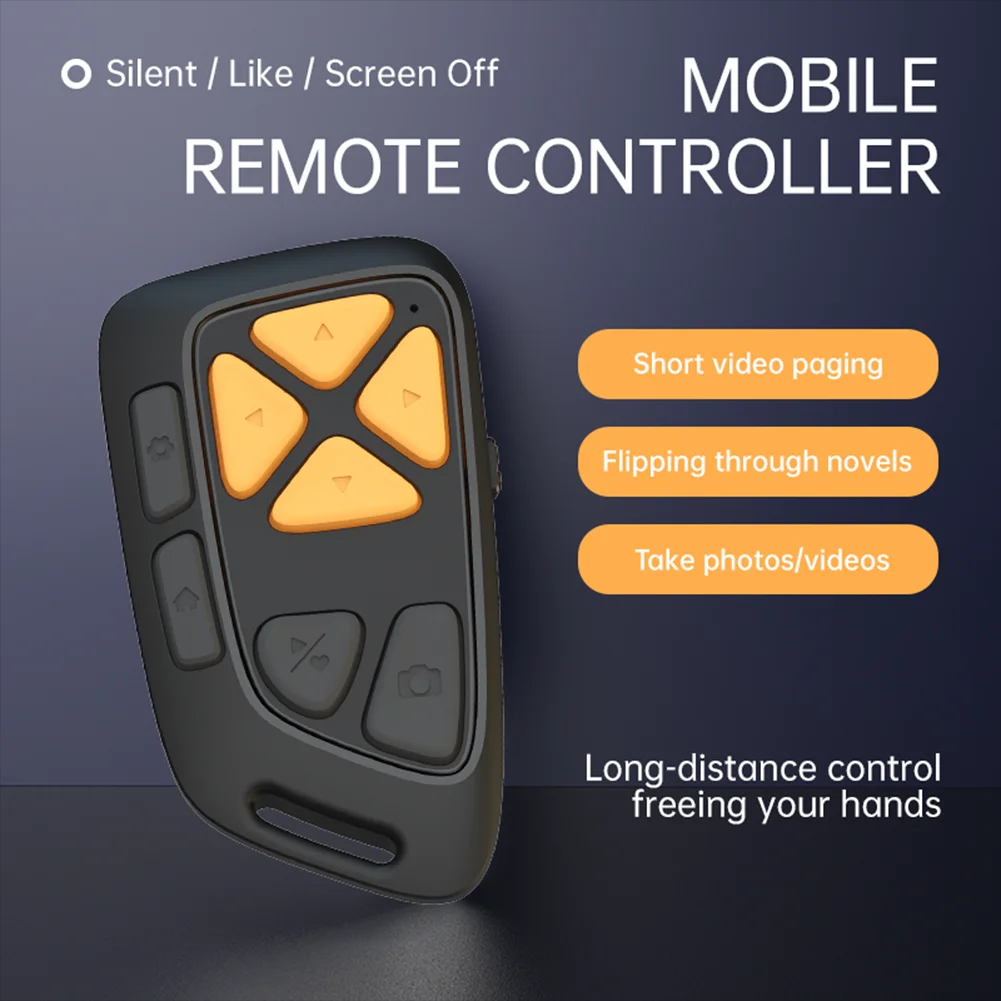 Silent / Like / Screen Off
MOBILE
REMOTE CONTROLLER
Short video paging
Flipping through novels
Take photos/videos
Long-distance control
freeing your hands